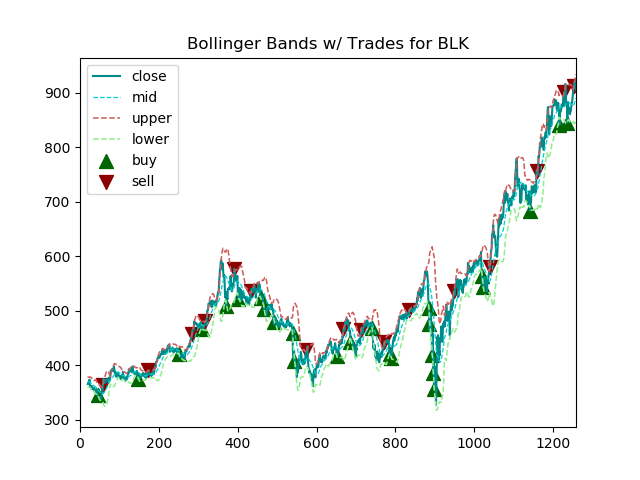 Bollinger Bands w/ Trades for BLK
close
mid
upper
lower
buy
sell
900
800
700
600
500
400
300
0 200 400 600 800 1000 1200